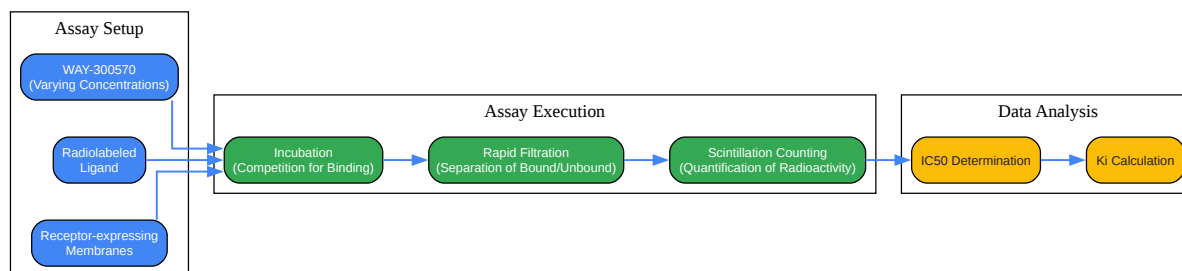 Assay Setup
WAY-300570
(Varying Concentrations)
Radiolabeled
Ligand
Receptor-expressing
Membranes
Assay Execution
Incubation
(Competition for Binding)
Rapid Filtration
(Separation of Bound/Unbound)
Scintillation Counting
(Quantification of Radioactivity)
Data Analysis
IC50 Determination
Ki Calculation